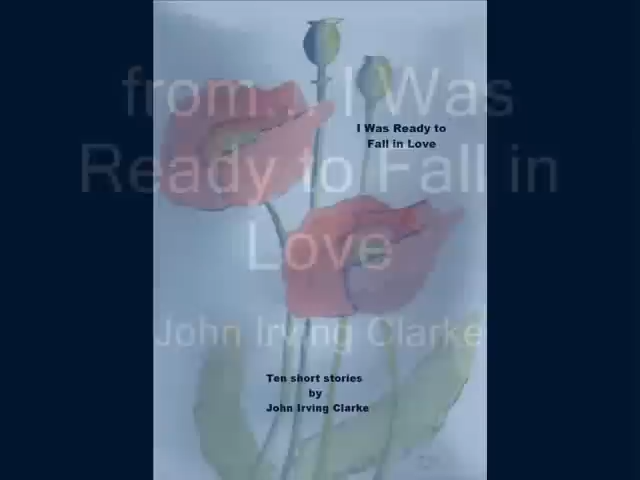 from... I Was
I Was Ready to
Fall in Love
Ready to Fall in
Love
John Irving Clarke
Ten short stories
by
John Irving Clarke